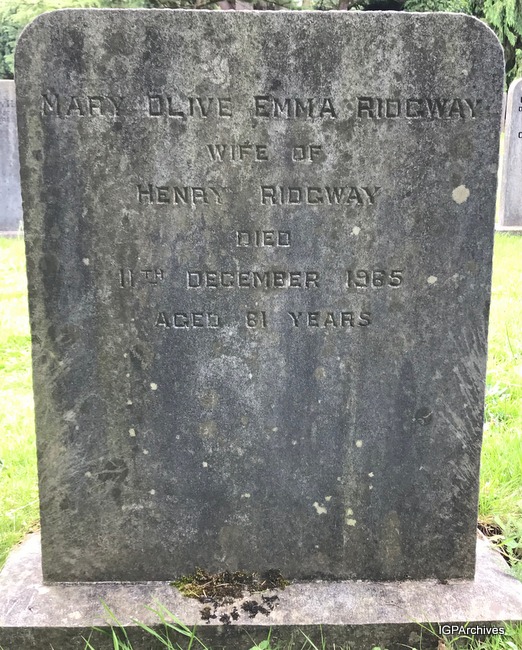 MARY OLIVE EMMA RIDGWAY
WIFE OF
HENRY RIDGWAY
DIED
11TH DECEMBER 1965
AGED 81 YEARS
IGPArchives